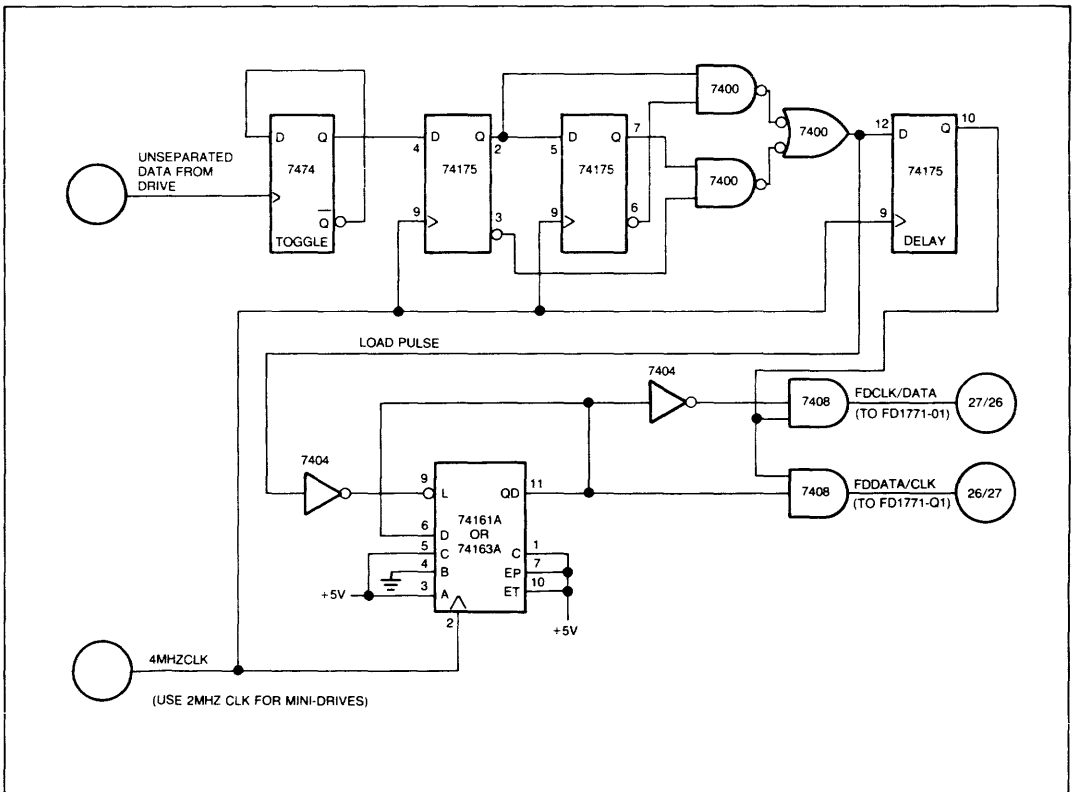 UNSEPARATED
DATA FROM
DRIVE
D Q
7474
Q
TOGGLE
D Q
4 2
74175
9
3
D Q
5 7
74175
9
6
7400
7400
7400
12 D Q 10
74175
9
DELAY
LOAD PULSE
7404
7404
9 L QD 11
74161A
OR
74163A
6 D
5 C
4 B
3 A
C 1
EP 7
ET 10
2
+5V
+5V
7408
FDCLK/DATA
(TO FD1771-01)
27/26
7408
FDDATA/CLK
(TO FD1771-Q1)
26/27
4MHZCLK
(USE 2MHZ CLK FOR MINI-DRIVES)